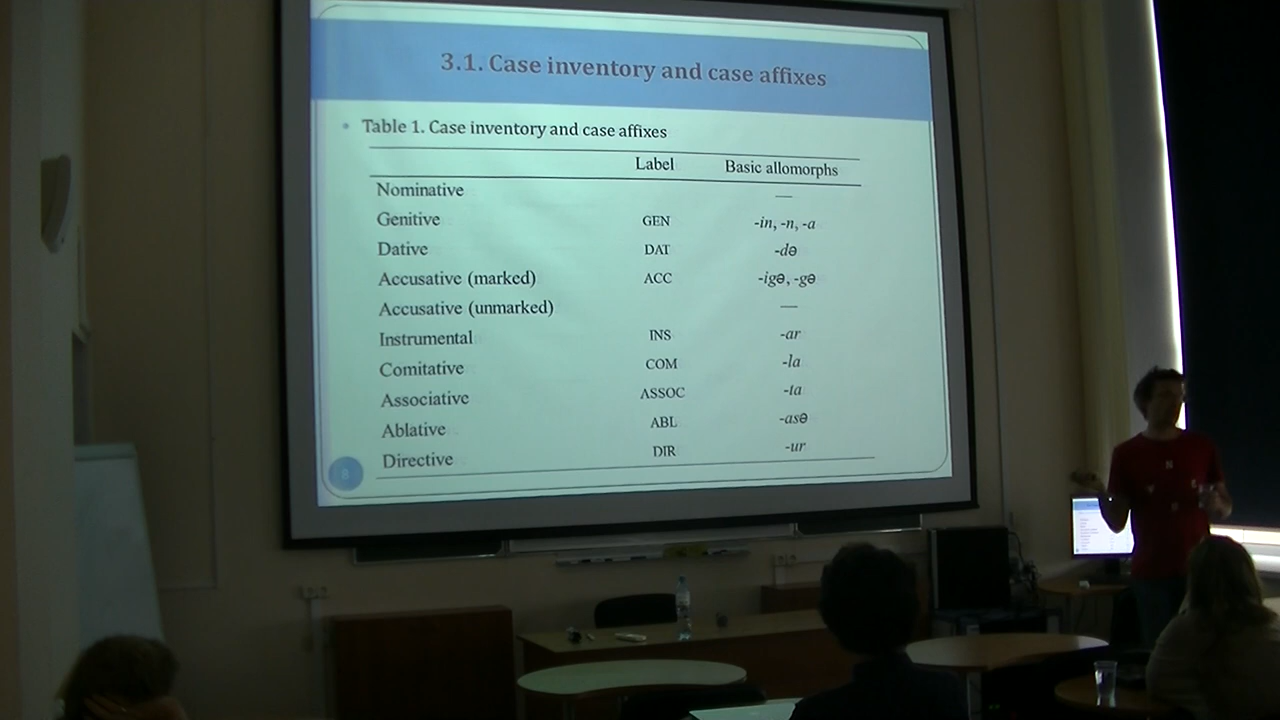 3.1. Case inventory and case affixes
• Table 1. Case inventory and case affixes
Label Basic allomorphs
Nominative —
Genitive GEN -in, -n, -a
Dative DAT -də
Accusative (marked) ACC -igə, -gə
Accusative (unmarked) —
Instrumental INS -ar
Comitative COM -la
Associative ASSOC -ta
Ablative ABL -asə
Directive DIR -ur
8